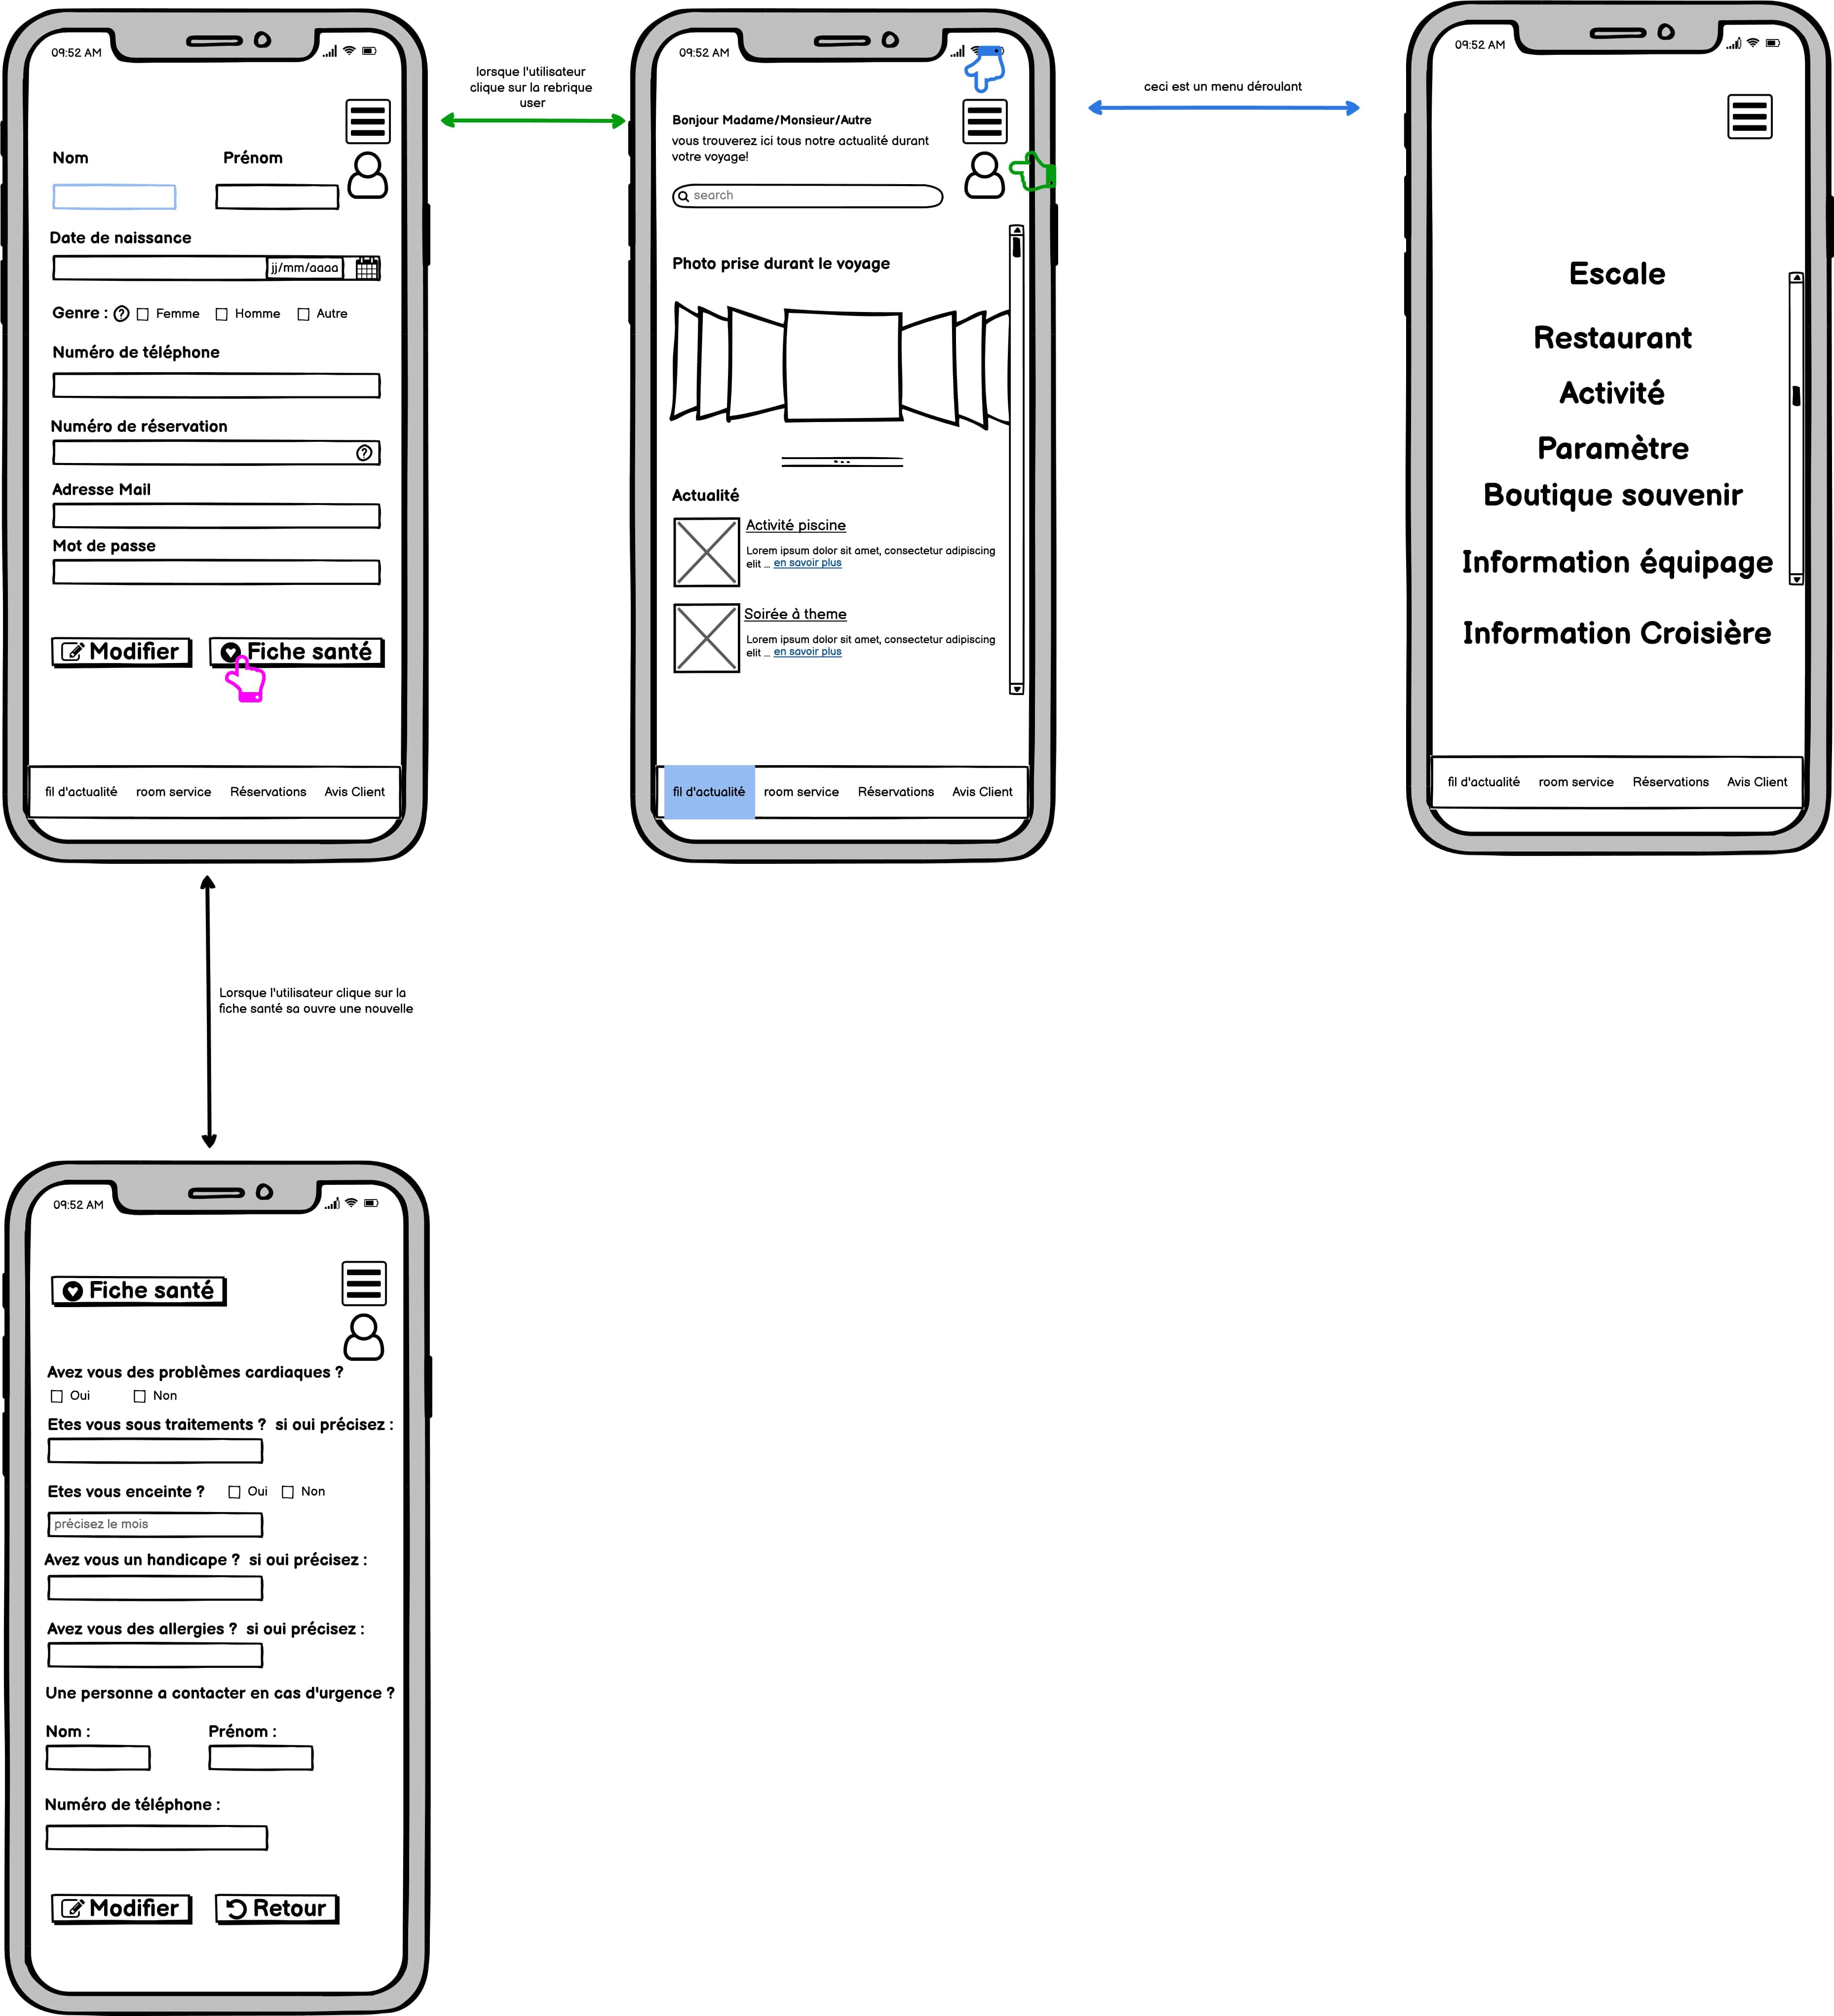 09:52 AM
Nom
Prénom
Date de naissance
jj/mm/aaaa
Genre : ? Femme Homme Autre
Numéro de téléphone
Numéro de réservation
?
Adresse Mail
Mot de passe
Modifier
Fiche santé
fil d'actualité room service Réservations Avis Client
lorsque l'utilisateur
clique sur la rebrique
user
09:52 AM
Bonjour Madame/Monsieur/Autre
vous trouverez ici tous notre actualité durant
votre voyage!
search
Photo prise durant le voyage
Actualité
Activité piscine
Lorem ipsum dolor sit amet, consectetur adipiscing
elit ... en savoir plus
Soirée à theme
Lorem ipsum dolor sit amet, consectetur adipiscing
elit ... en savoir plus
fil d'actualité room service Réservations Avis Client
ceci est un menu déroulant
09:52 AM
Escale
Restaurant
Activité
Paramètre
Boutique souvenir
Information équipage
Information Croisière
fil d'actualité room service Réservations Avis Client
Lorsque l'utilisateur clique sur la
fiche santé sa ouvre une nouvelle
09:52 AM
Fiche santé
Avez vous des problèmes cardiaques ?
Oui Non
Etes vous sous traitements ? si oui précisez :
Etes vous enceinte ? Oui Non
précisez le mois
Avez vous un handicape ? si oui précisez :
Avez vous des allergies ? si oui précisez :
Une personne a contacter en cas d'urgence ?
Nom :
Prénom :
Numéro de téléphone :
Modifier
Retour